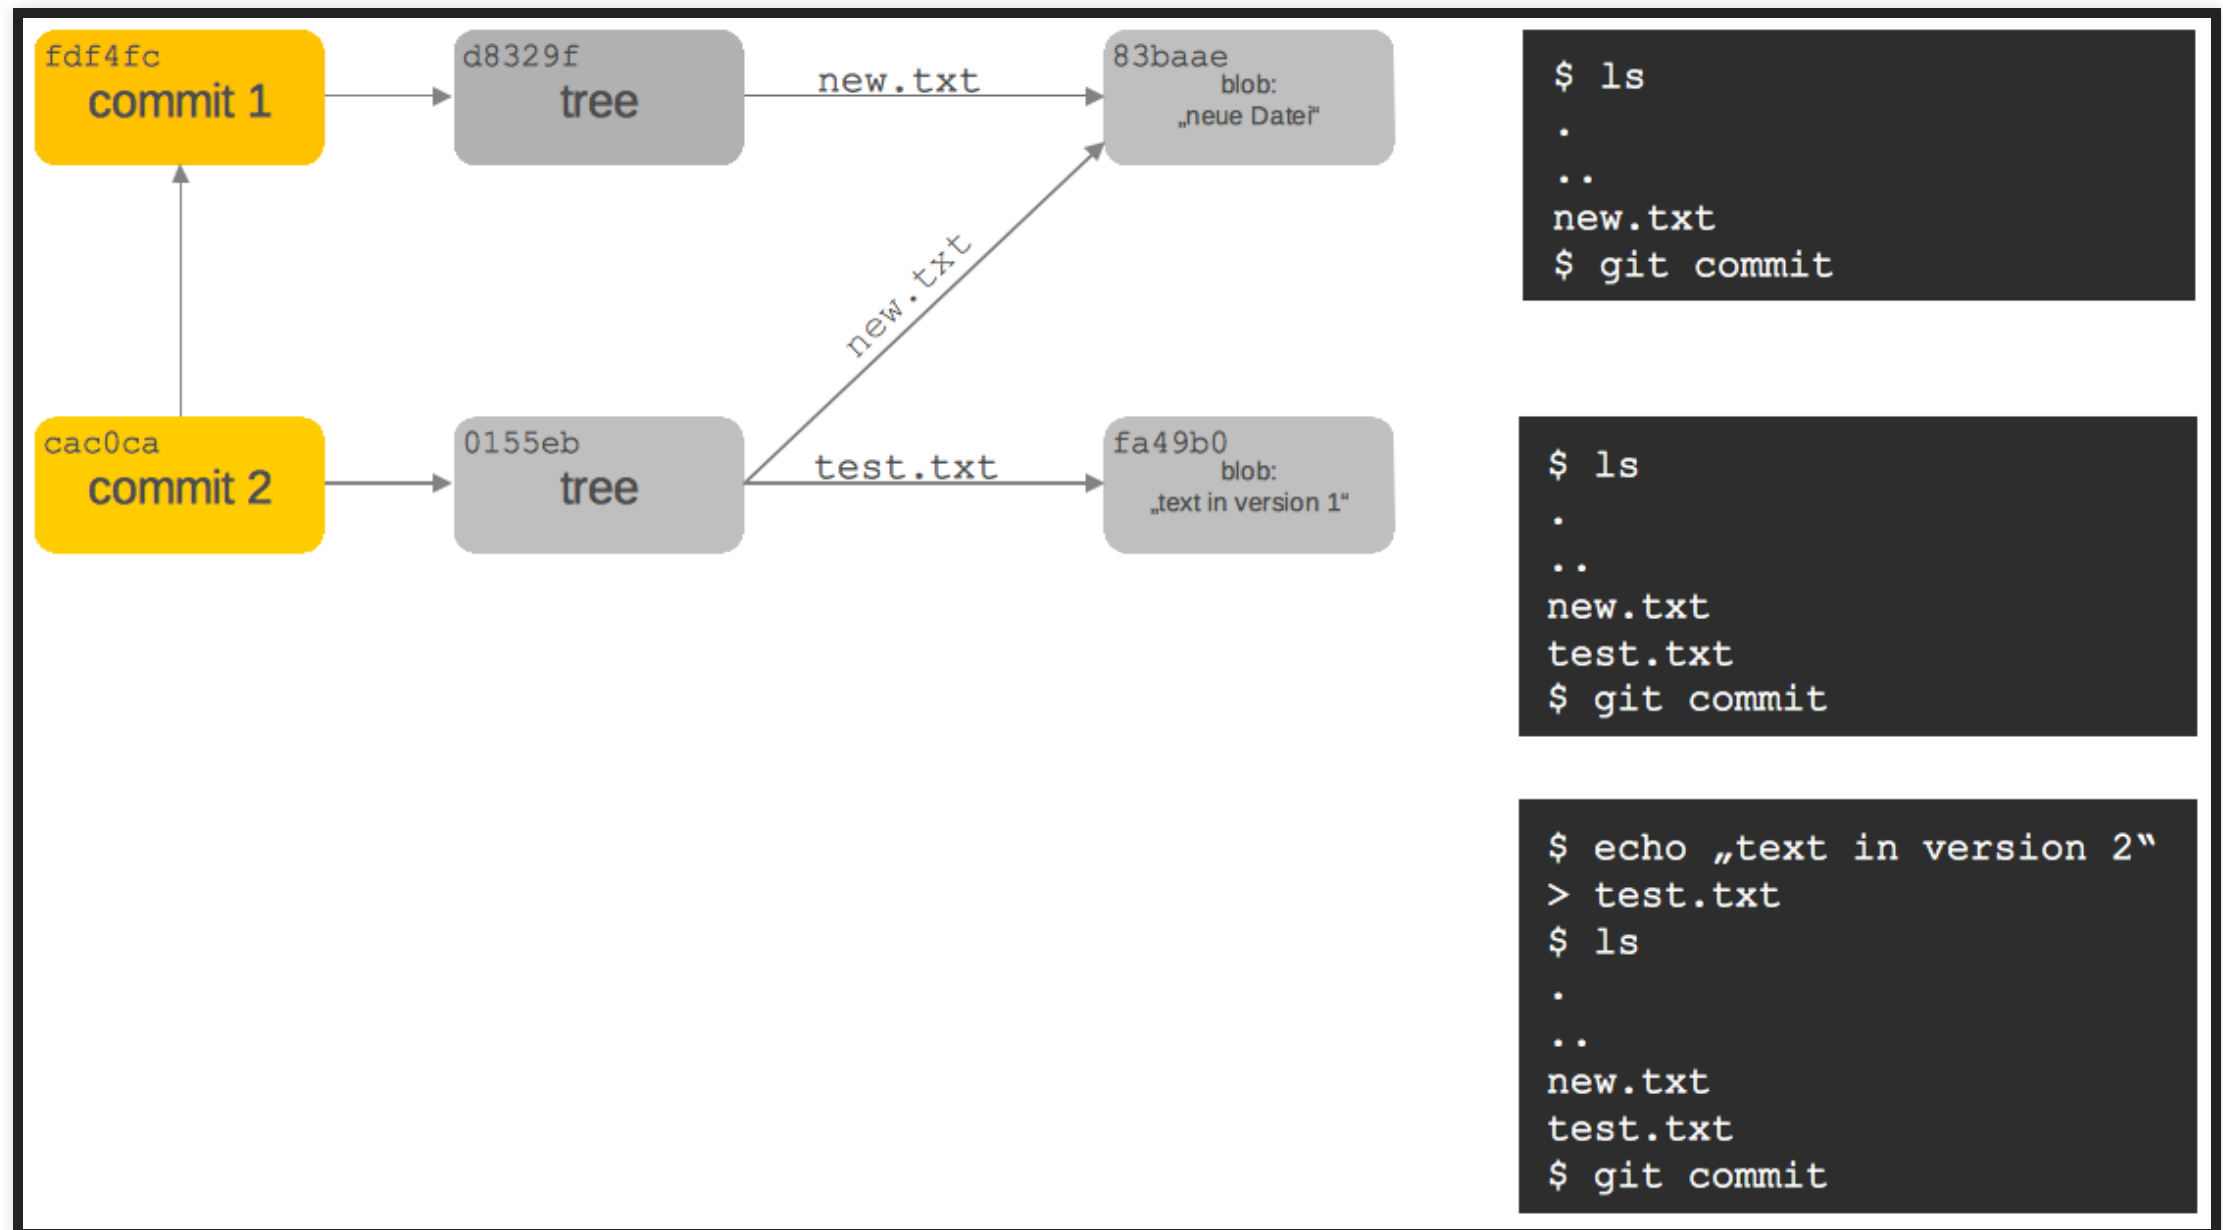 fdf4fc
commit 1
d8329f
tree
new.txt
83baae
blob:
„neue Datei“
$ ls
.
..
new.txt
$ git commit
new.txt
cac0ca
commit 2
0155eb
tree
test.txt
fa49b0
blob:
„text in version 1“
$ ls
.
..
new.txt
test.txt
$ git commit
$ echo „text in version 2“
> test.txt
$ ls
.
..
new.txt
test.txt
$ git commit